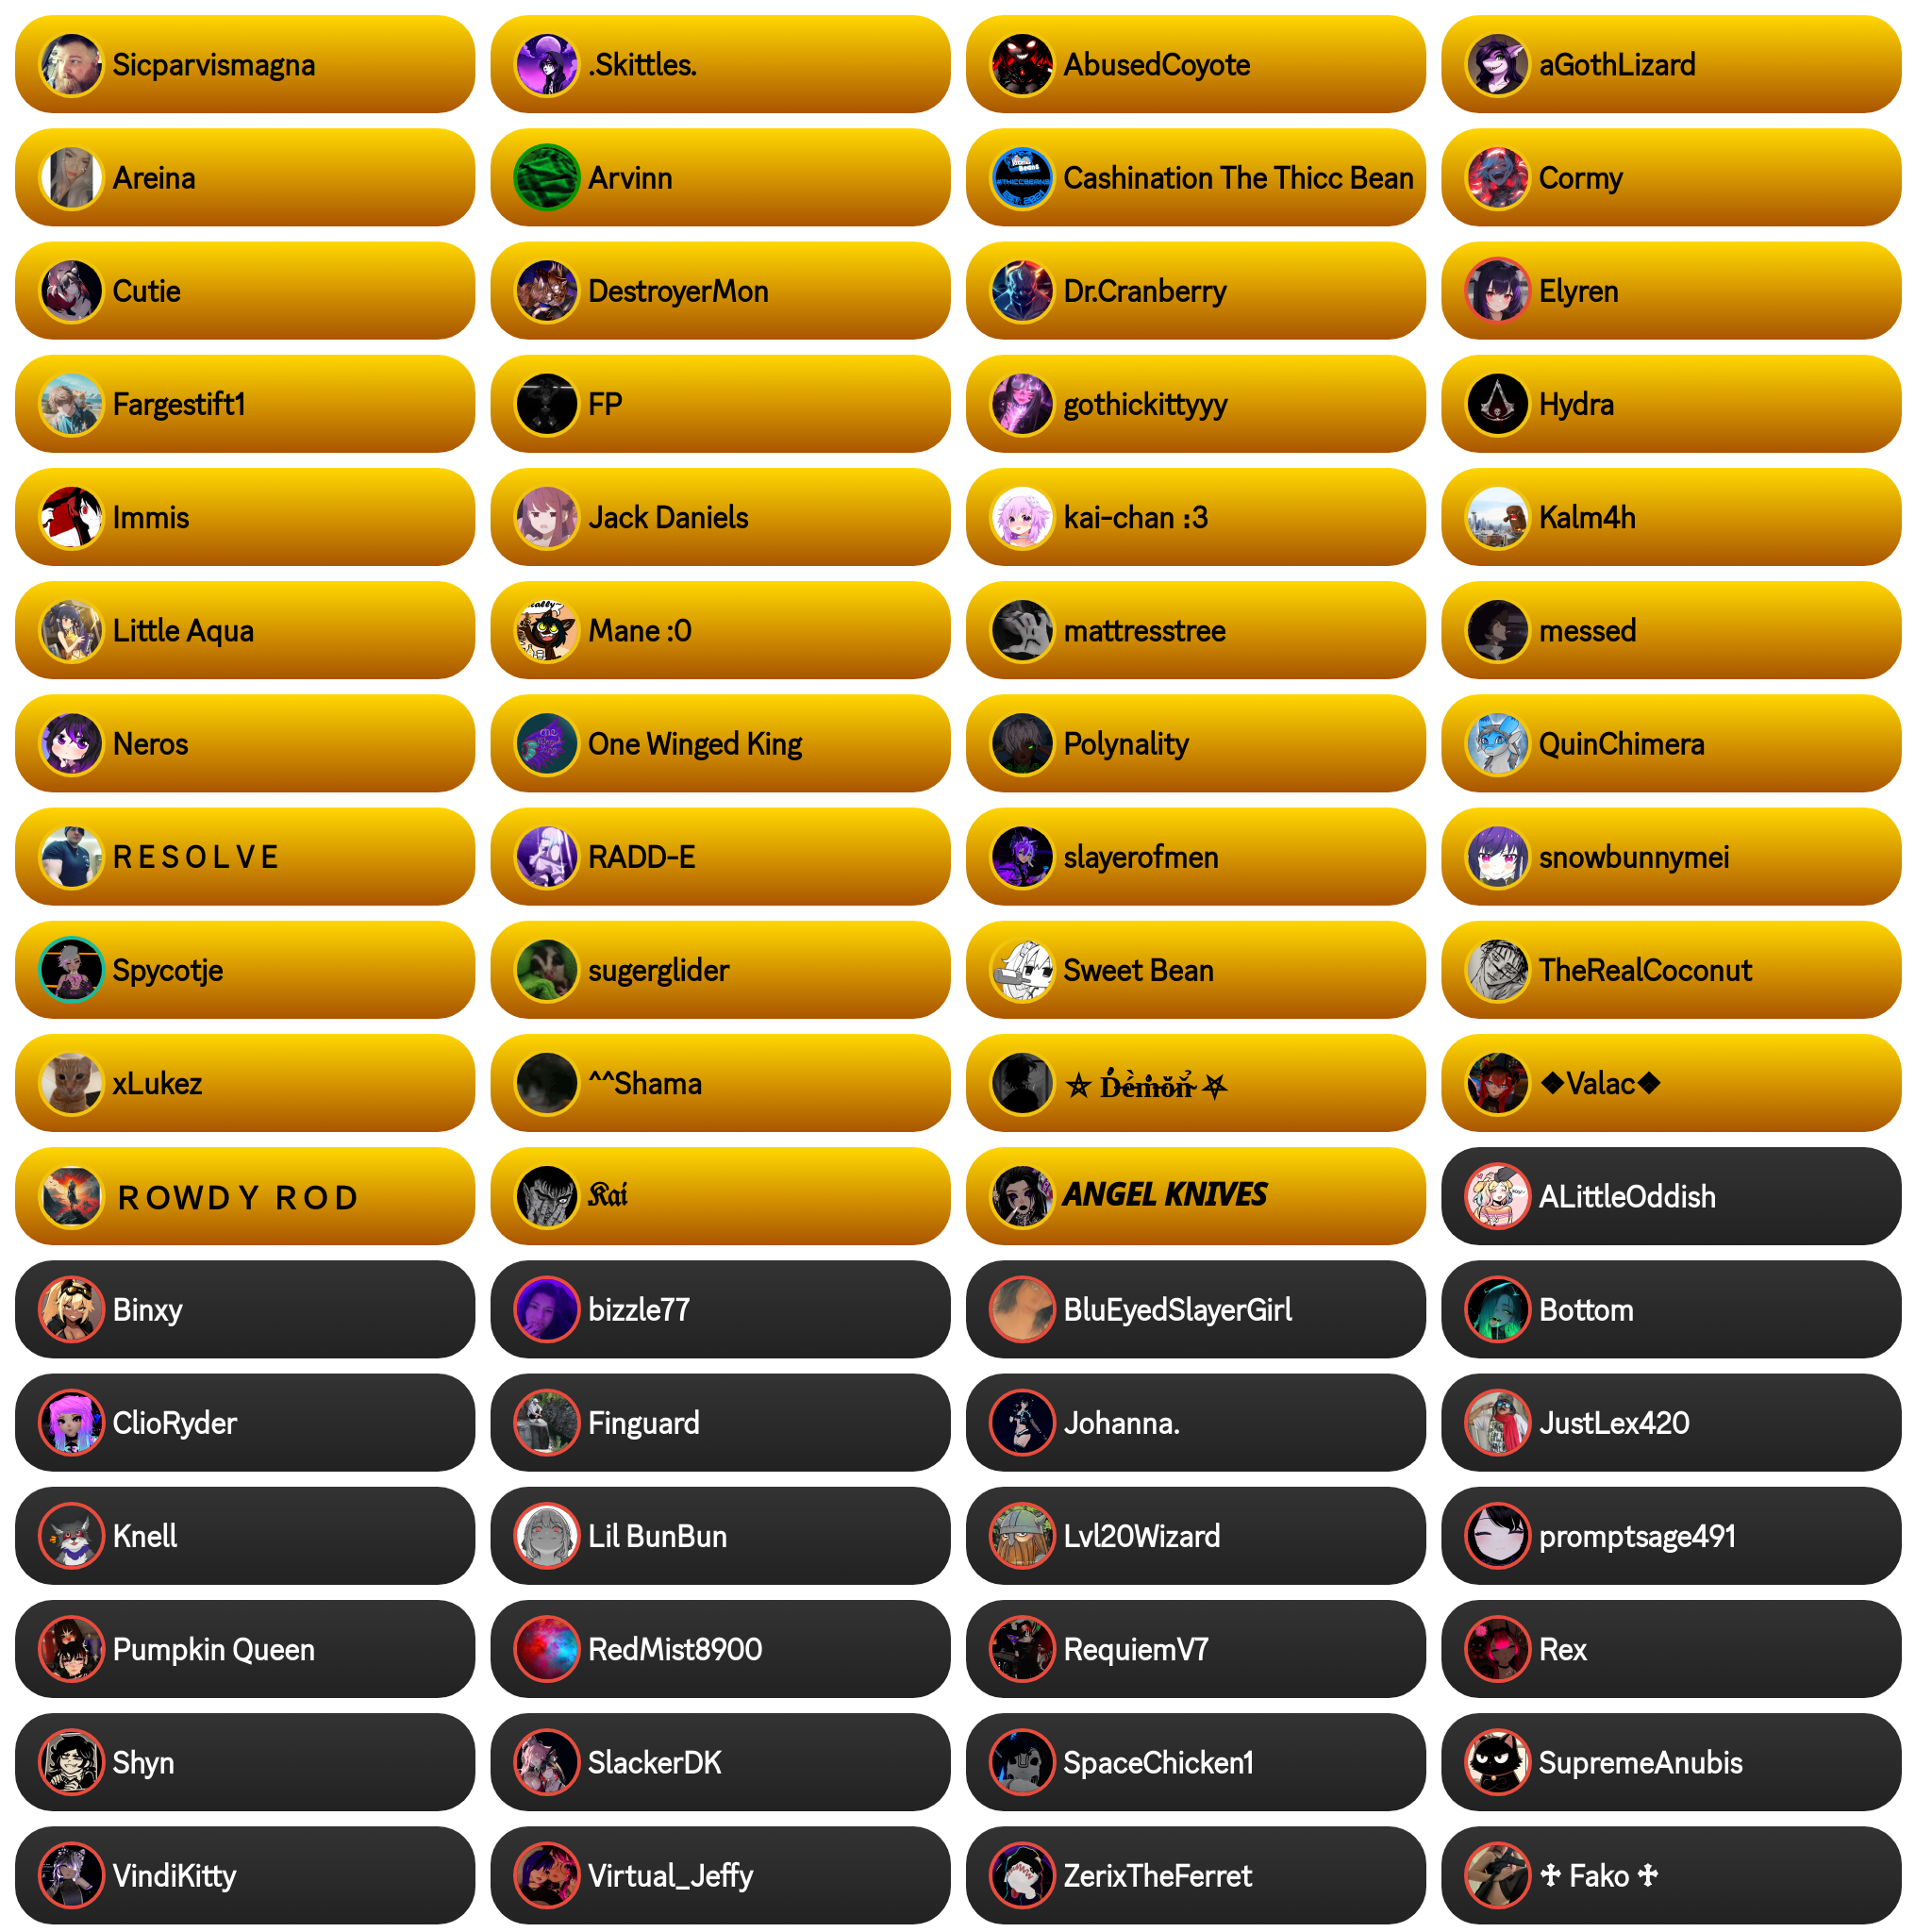 Sicparvismagna
.Skittles.
AbusedCoyote
aGothLizard
Areina
Arvinn
Cashination The Thicc Bean
Cormy
Cutie
DestroyerMon
Dr.Cranberry
Elyren
Fargestift1
FP
gothickittyyy
Hydra
Immis
Jack Daniels
kai-chan :3
Kalm4h
Little Aqua
Mane :0
mattresstree
messed
Neros
One Winged King
Polynality
QuinChimera
R E S O L V E
RADD-E
slayerofmen
snowbunnymei
Spycotje
sugerglider
Sweet Bean
TheRealCoconut
xLukez
^^Shama
⛤ D̴̛è̴m̴̊ŏ̴n̴̉ ⛧
❖Valac❖
ＲＯＷＤＹ ＲＯＤ
𝕶𝖆𝖎
𝘼𝙉𝙂𝙀𝙇 𝙆𝙉𝙄𝙑𝙀𝙎
ALittleOddish
Binxy
bizzle77
BluEyedSlayerGirl
Bottom
ClioRyder
Finguard
Johanna.
JustLex420
Knell
Lil BunBun
Lvl20Wizard
promptsage491
Pumpkin Queen
RedMist8900
RequiemV7
Rex
Shyn
SlackerDK
SpaceChicken1
SupremeAnubis
VindiKitty
Virtual_Jeffy
ZerixTheFerret
♱ Fako ♱